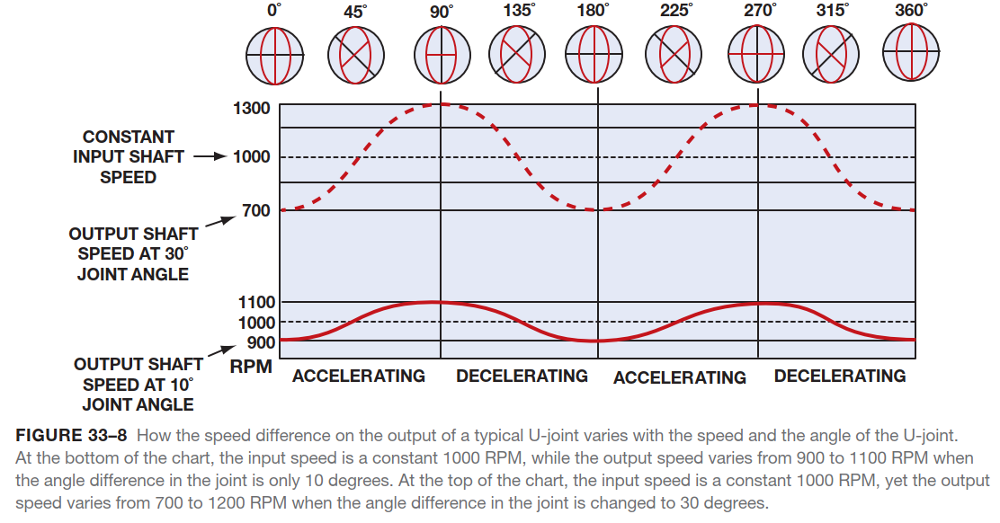 0° 45° 90° 135° 180° 225° 270° 315° 360°
1300
CONSTANT
INPUT SHAFT
SPEED
1000
700
OUTPUT SHAFT
SPEED AT 30°
JOINT ANGLE
1100
1000
900
OUTPUT SHAFT
SPEED AT 10°
JOINT ANGLE
RPM
ACCELERATING DECELERATING ACCELERATING DECELERATING
FIGURE 33–8 How the speed difference on the output of a typical U-joint varies with the speed and the angle of the U-joint.
At the bottom of the chart, the input speed is a constant 1000 RPM, while the output speed varies from 900 to 1100 RPM when
the angle difference in the joint is only 10 degrees. At the top of the chart, the input speed is a constant 1000 RPM, yet the output
speed varies from 700 to 1200 RPM when the angle difference in the joint is changed to 30 degrees.